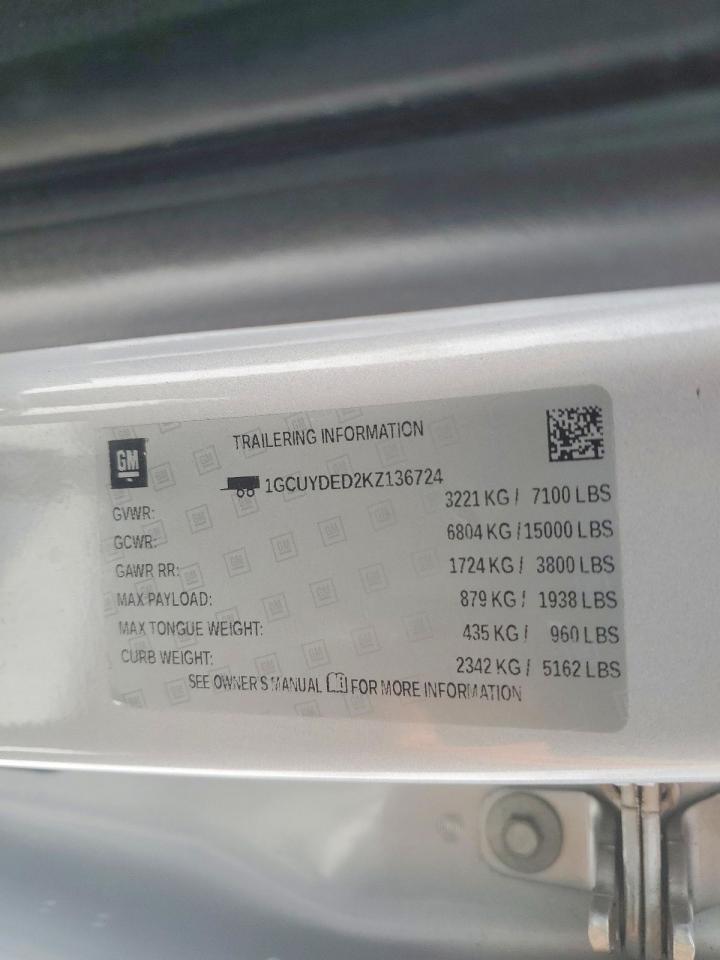 GM
TRAILERING INFORMATION
1GCUYDED2KZ136724
GVWR: 3221 KG / 7100 LBS
GCWR: 6804 KG /15000 LBS
GAWR RR: 1724 KG / 3800 LBS
MAX PAYLOAD: 879 KG / 1938 LBS
MAX TONGUE WEIGHT: 435 KG / 960 LBS
CURB WEIGHT: 2342 KG / 5162 LBS
SEE OWNER'S MANUAL FOR MORE INFORMATION